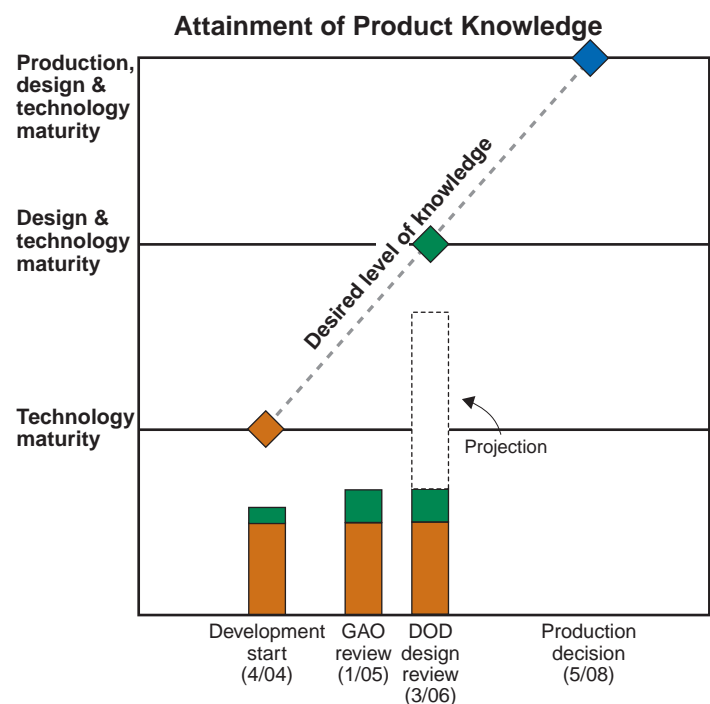 Attainment of Product Knowledge
Production,
design &
technology
maturity
Design &
technology
maturity
Desired level of knowledge
Technology
maturity
Projection
Development
start
(4/04)
GAO
review
(1/05)
DOD
design
review
(3/06)
Production
decision
(5/08)